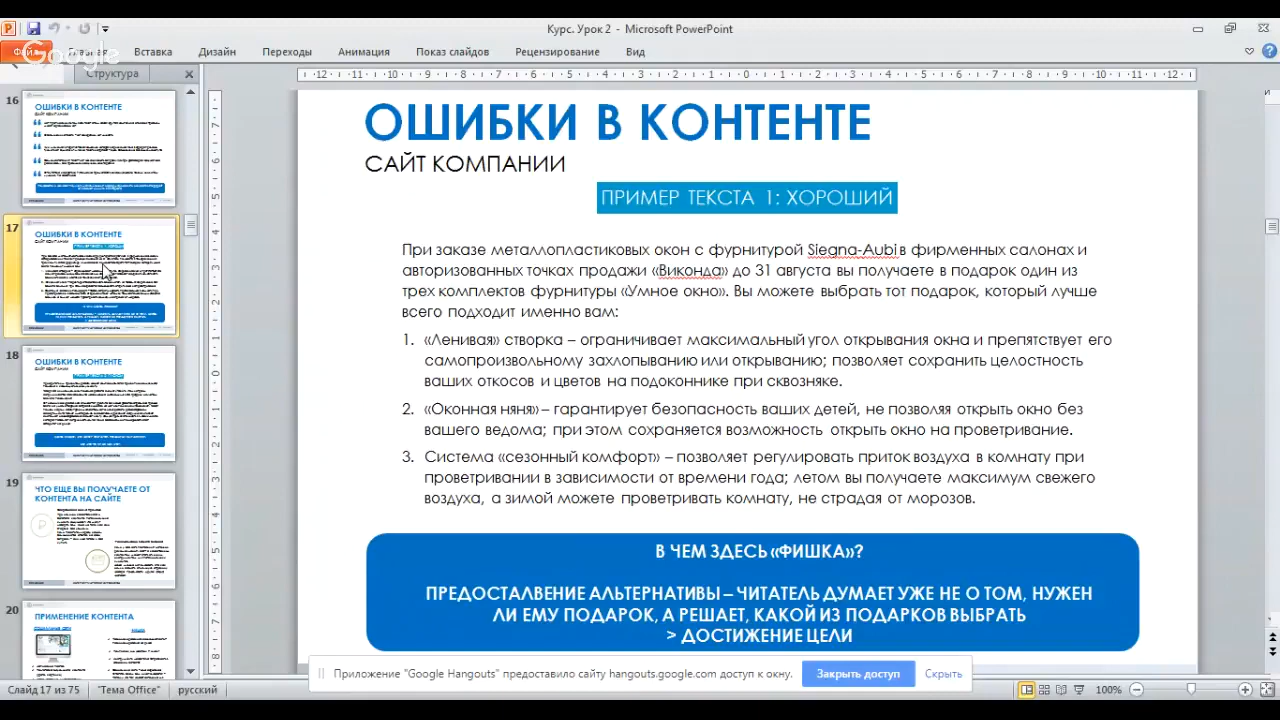 Курс. Урок 2 - Microsoft PowerPoint
Google
Файл
Главная
Вставка
Дизайн
Переходы
Анимация
Показ слайдов
Рецензирование
Вид
Структура
16
ОШИБКИ В КОНТЕНТЕ
17
ОШИБКИ В КОНТЕНТЕ
18
ОШИБКИ В КОНТЕНТЕ
19
ЧТО ЕЩЕ ВЫ ПОЛУЧАЕТЕ ОТ
КОНТЕНТА НА САЙТЕ
20
ПРИМЕНЕНИЕ КОНТЕНТА
ОШИБКИ В КОНТЕНТЕ
САЙТ КОМПАНИИ
ПРИМЕР ТЕКСТА 1: ХОРОШИЙ
При заказе металлопластиковых окон с фурнитурой Siegna-Aubi в фирменных салонах и
авторизованных точках продажи «Виконда» до 31 августа вы получаете в подарок один из
трех комплектов фурнитуры «Умное окно». Вы можете выбрать тот подарок, который лучше
всего подходит именно вам:
1. «Ленивая» створка – ограничивает максимальный угол открывания окна и препятствует его
самопроизвольному захлопыванию или открыванию: позволяет сохранить целостность
ваших откосов и цветов на подоконнике при сквозняке.
2. «Оконная няня» – гарантирует безопасность ваших детей, не позволяя открыть окно без
вашего ведома; при этом сохраняется возможность открыть окно на проветривание.
3. Система «сезонный комфорт» – позволяет регулировать приток воздуха в комнату при
проветривании в зависимости от времени года; летом вы получаете максимум свежего
воздуха, а зимой можете проветривать комнату, не страдая от морозов.
В ЧЕМ ЗДЕСЬ «ФИШКА»?
ПРЕДОСТАЛВЕНИЕ АЛЬТЕРНАТИВЫ – ЧИТАТЕЛЬ ДУМАЕТ УЖЕ НЕ О ТОМ, НУЖЕН
ЛИ ЕМУ ПОДАРОК, А РЕШАЕТ, КАКОЙ ИЗ ПОДАРКОВ ВЫБРАТЬ
> ДОСТИЖЕНИЕ ЦЕЛИ
Приложение "Google Hangouts" предоставило сайту hangouts.google.com доступ к окну.
Закрыть доступ
Скрыть
Слайд 17 из 75
"Тема Office"
русский
100%